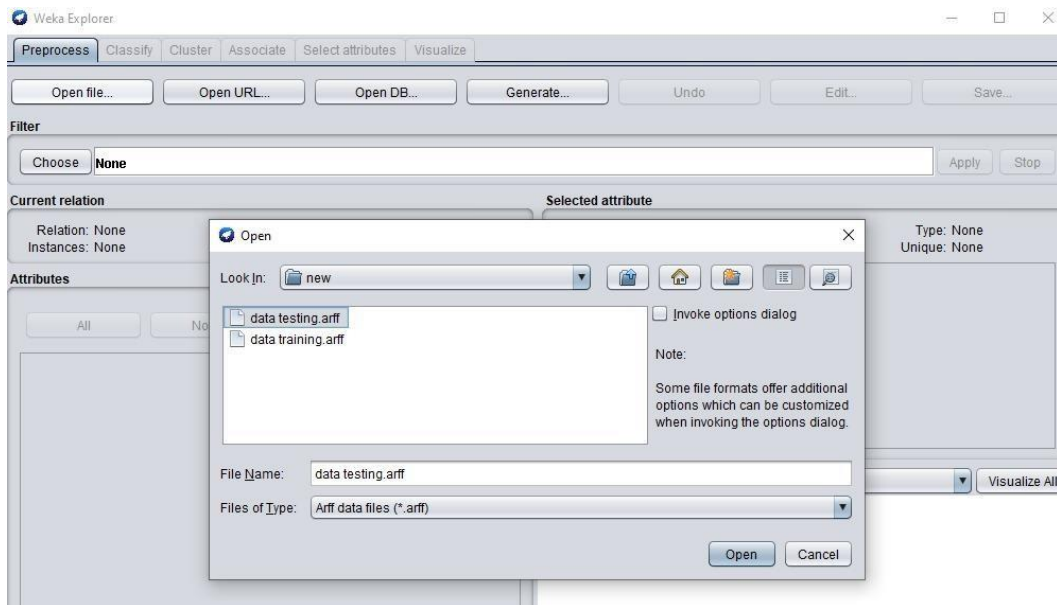 Weka Explorer
Preprocess Classify Cluster Associate Select attributes Visualize
Open file... Open URL... Open DB... Generate... Undo Edit... Save...
Filter
Choose None Apply Stop
Current relation Selected attribute
Relation: None Type: None
Instances: None Unique: None
Open
Look In: new
Attributes
data testing.arff
data training.arff
Invoke options dialog
All No
Note:
Some file formats offer additional
options which can be customized
when invoking the options dialog.
File Name: data testing.arff
Visualize All
Files of Type: Arff data files (*.arff)
Open Cancel